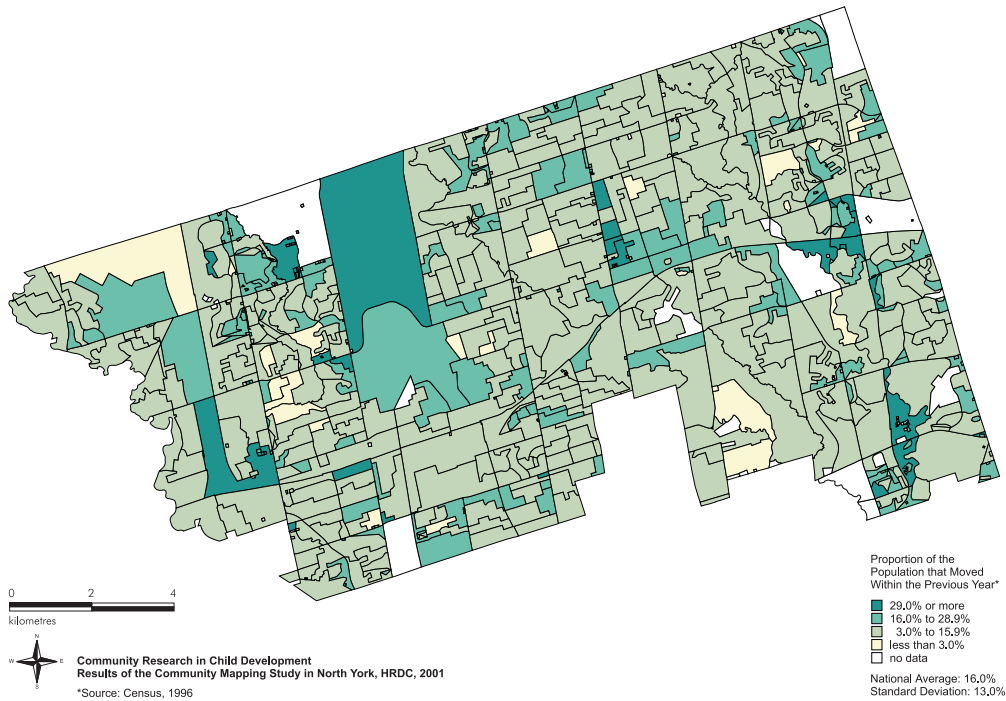 Proportion of the
Population that Moved
Within the Previous Year*
29.0% or more
16.0% to 28.9%
3.0% to 15.9%
less than 3.0%
no data
National Average: 16.0%
Standard Deviation: 13.0%
0 2 4
kilometres
N
W E
S
Community Research in Child Development
Results of the Community Mapping Study in North York, HRDC, 2001
*Source: Census, 1996